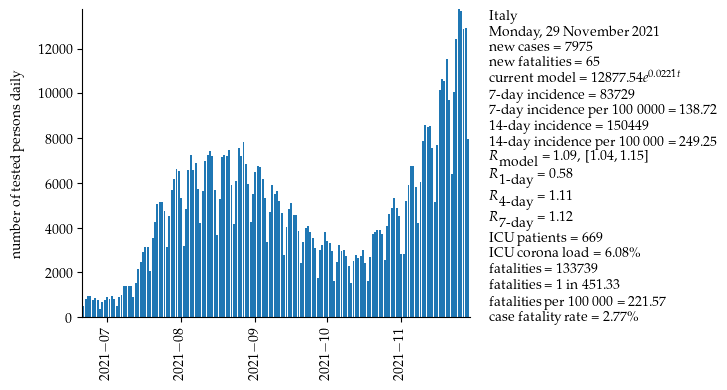 number of tested persons daily
12000
10000
8000
6000
4000
2000
0
2021−07
2021−08
2021−09
2021−10
2021−11
Italy
Monday, 29 November 2021
new cases = 7975
new fatalities = 65
current model = 12877.54e^0.0221t
7-day incidence = 83729
7-day incidence per 100 0000 = 138.72
14-day incidence = 150449
14-day incidence per 100 000 = 249.25
R_model = 1.09, [1.04, 1.15]
R_1-day = 0.58
R_4-day = 1.11
R_7-day = 1.12
ICU patients = 669
ICU corona load = 6.08%
fatalities = 133739
fatalities = 1 in 451.33
fatalities per 100 000 = 221.57
case fatality rate = 2.77%